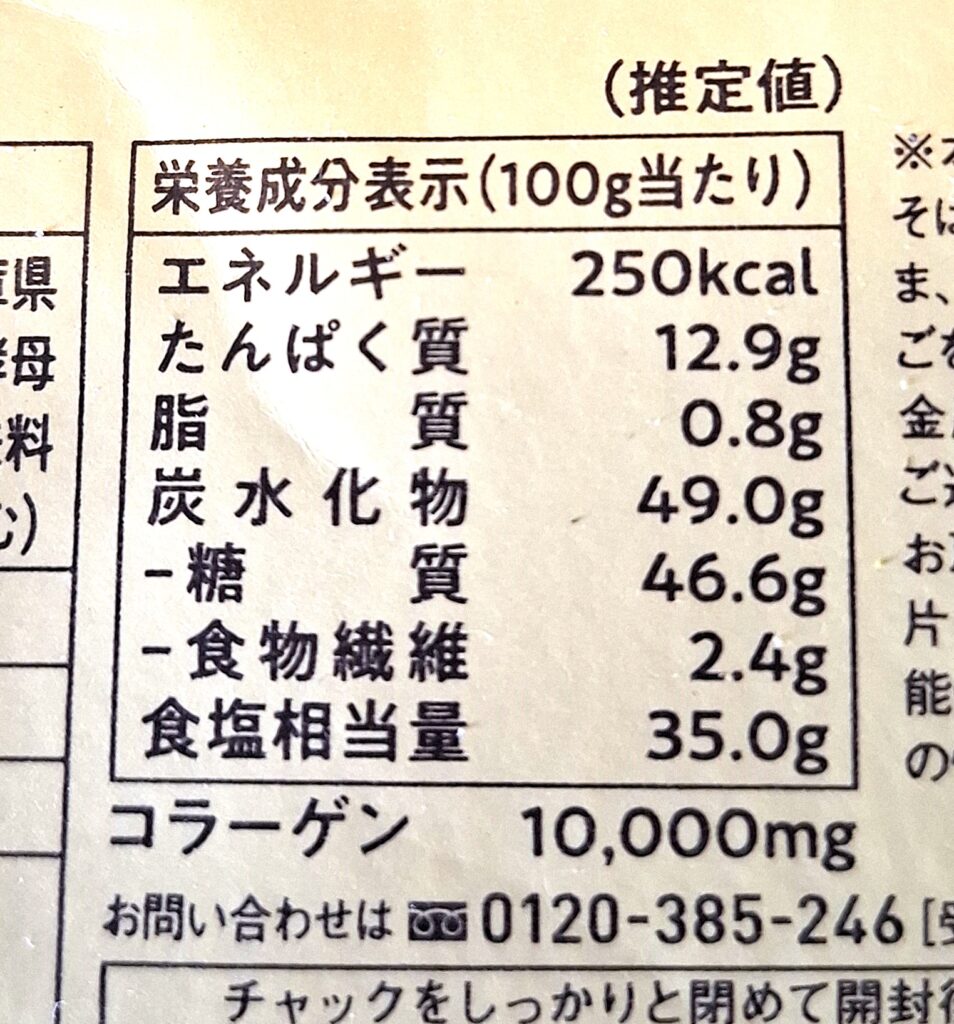 (推定値)
栄養成分表示(100g当たり)
エネルギー 250kcal
たんぱく質 12.9g
脂質 0.8g
炭水化物 49.0g
-糖質 46.6g
-食物繊維 2.4g
食塩相当量 35.0g
コラーゲン 10,000mg
お問い合わせは 0120-385-246 [
チャックをしっかりと閉めて開封
県
母
料
む)
※
そは
ま、
ご
金
ご
お
片
能
の